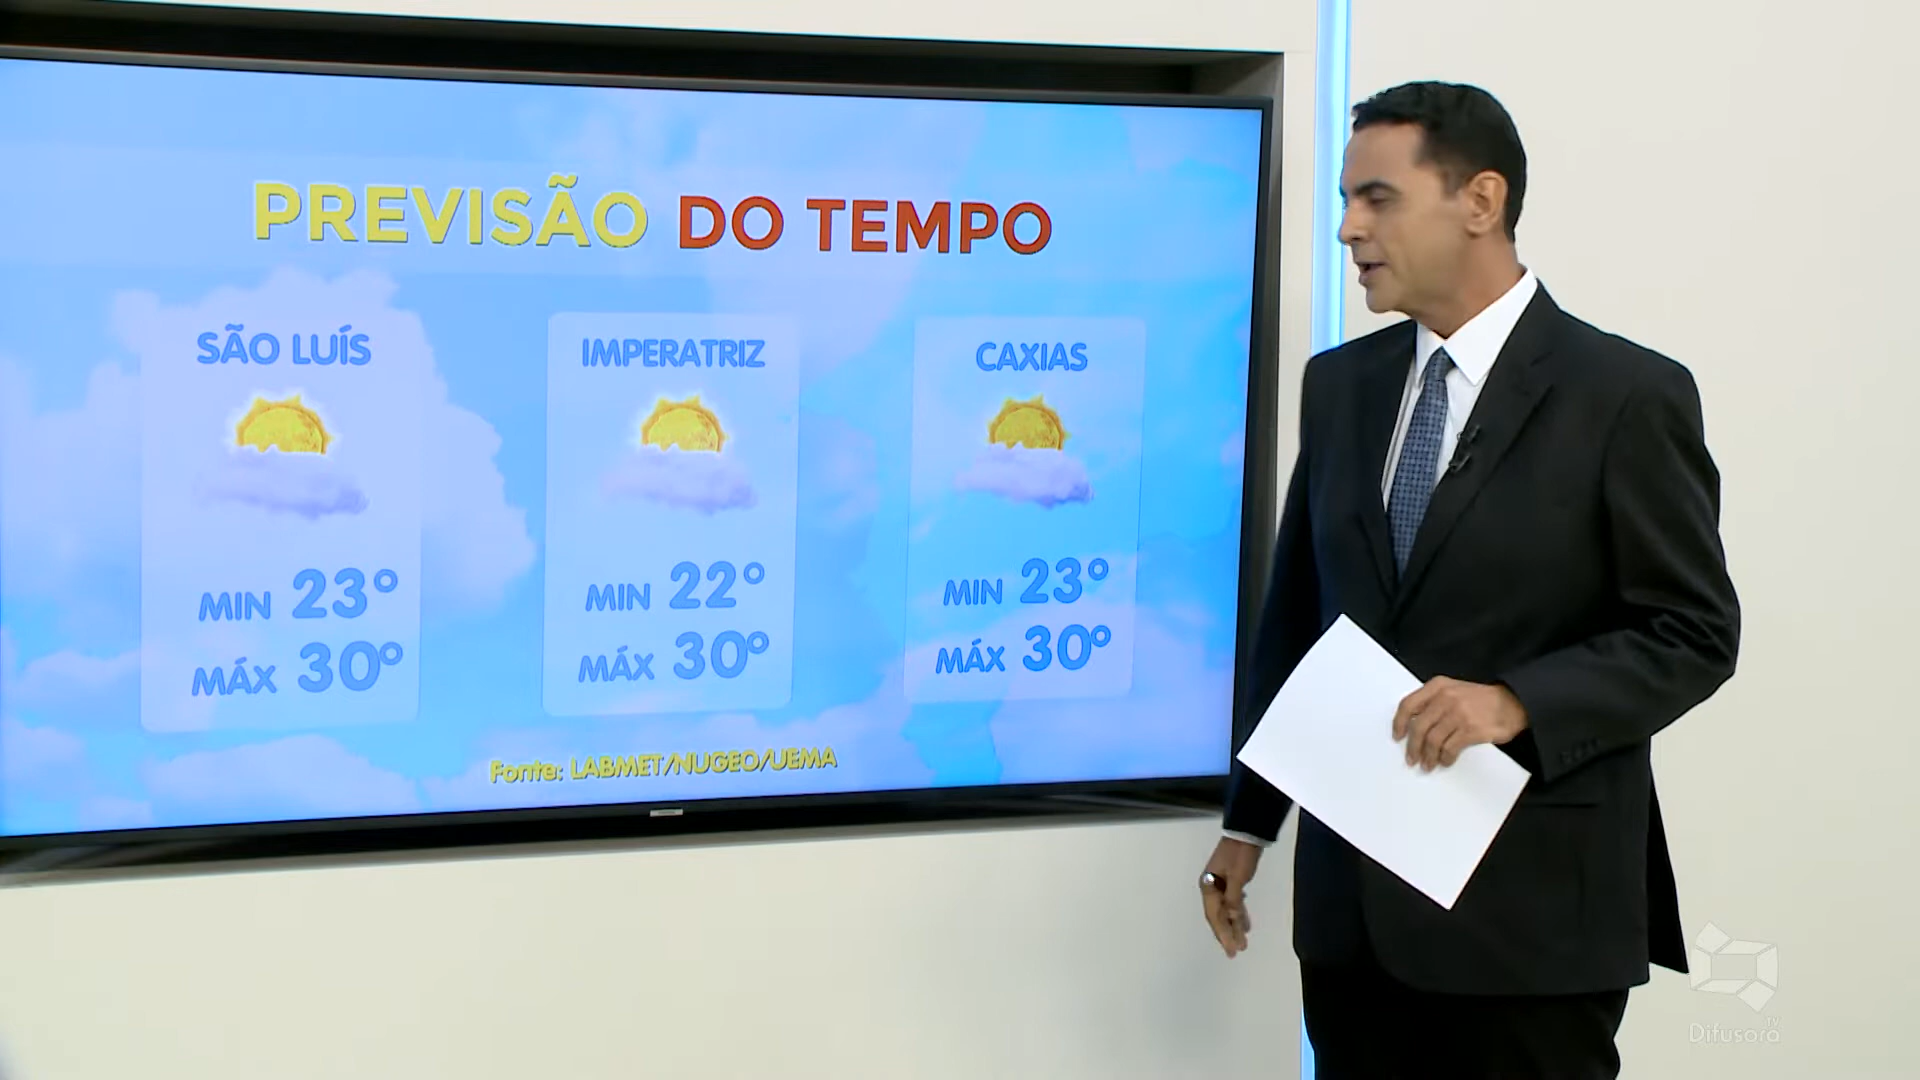 PREVISÃO DO TEMPO
SÃO LUÍS
MIN 23°
MÁX 30°
IMPERATRIZ
MIN 22°
MÁX 30°
CAXIAS
MIN 23°
MÁX 30°
Fonte: LABMET/NUGEO/UEMA
TV
Difusora